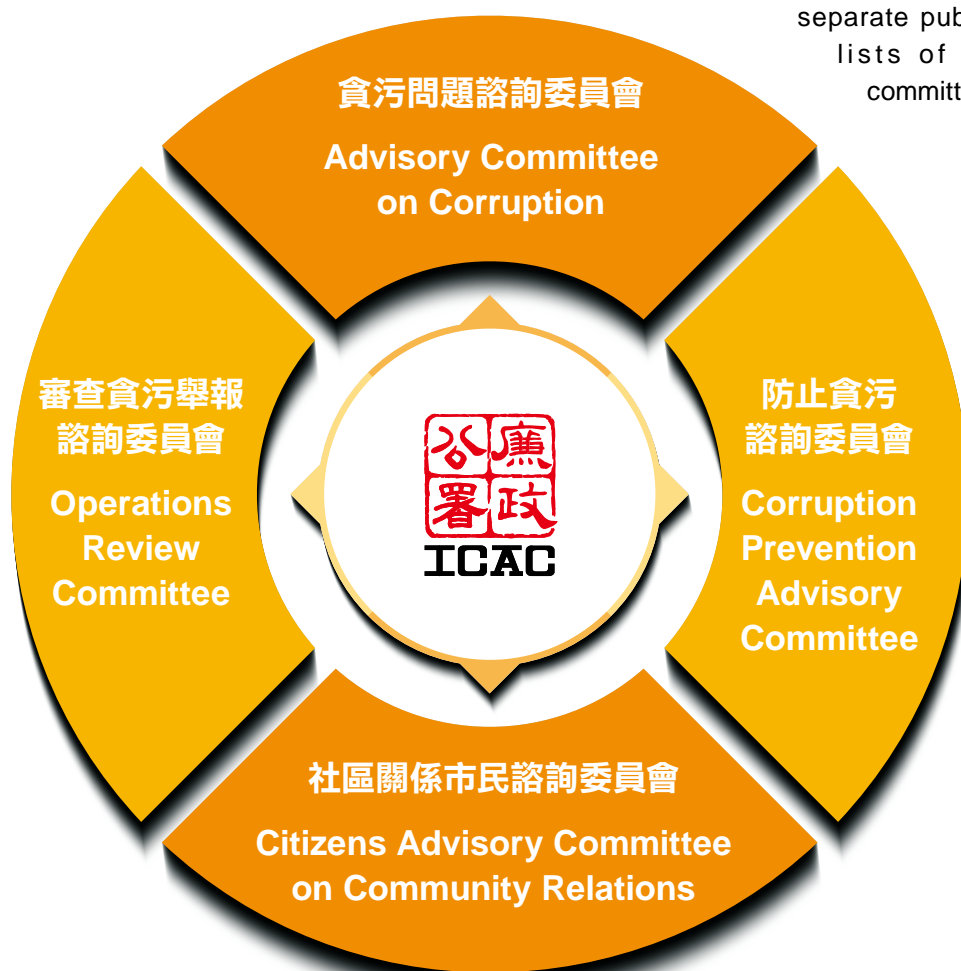 separate
lists of
貪污問題諮詢委員會
Advisory Committee
on Corruption
審查貪污舉報
諮詢委員會
Operations
Review
Committee
防止貪污
諮詢委員會
Corruption
Prevention
Advisory
Committee
廉政
公署
ICAC
社區關係市民諮詢委員會
Citizens Advisory Committee
on Community Relations